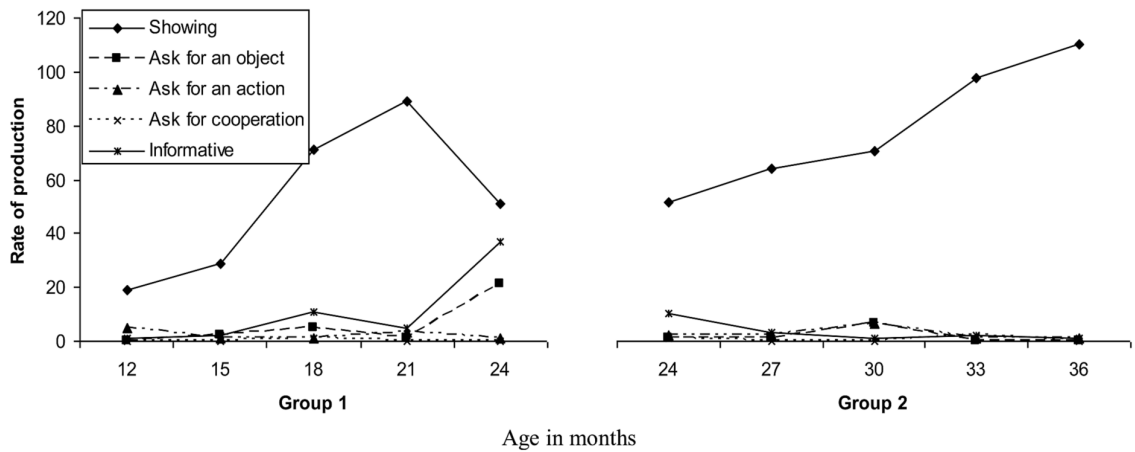 120
100
80
60
40
20
0
Rate of production
Showing
Ask for an object
Ask for an action
Ask for cooperation
Informative
12 15 18 21 24
24 27 30 33 36
Group 1
Group 2
Age in months